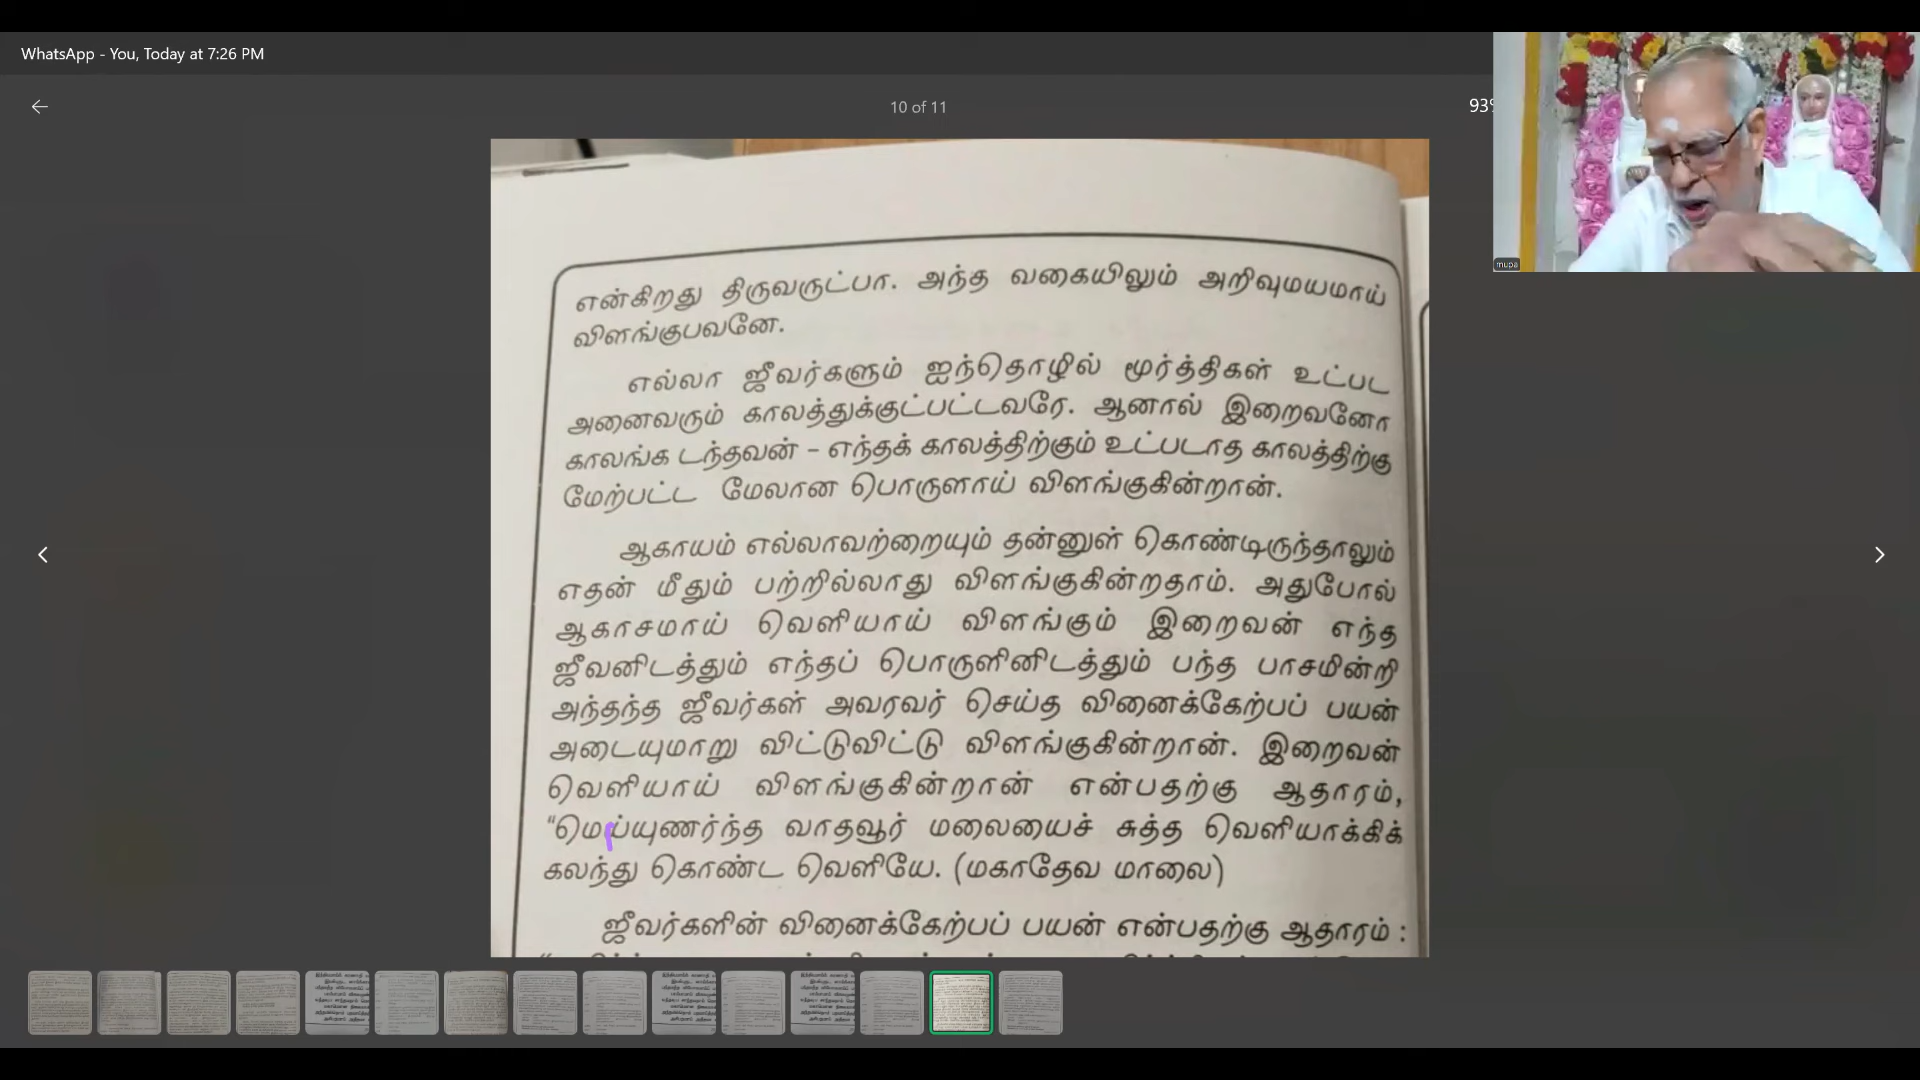 WhatsApp - You, Today at 7:26 PM
10 of 11
93%
mupa
என்கிறது திருவருட்பா. அந்த வகையிலும் அறிவுமயமாய்
விளங்குபவனே.
எல்லா ஜீவர்களும் ஐந்தொழில் மூர்த்திகள் உட்பட
அனைவரும் காலத்துக்குட்பட்டவரே. ஆனால் இறைவனோ
காலங்க டந்தவன் – எந்தக் காலத்திற்கும் உட்படாத காலத்திற்கு
மேற்பட்ட மேலான பொருளாய் விளங்குகின்றான்.
ஆகாயம் எல்லாவற்றையும் தன்னுள் கொண்டிருந்தாலும்
எதன் மீதும் பற்றில்லாது விளங்குகின்றதாம். அதுபோல்
ஆகாசமாய் வெளியாய் விளங்கும் இறைவன் எந்த
ஜீவனிடத்தும் எந்தப் பொருளினிடத்தும் பந்த பாசமின்றி
அந்தந்த ஜீவர்கள் அவரவர் செய்த வினைக்கேற்பப் பயன்
அடையுமாறு விட்டுவிட்டு விளங்குகின்றான். இறைவன்
வெளியாய் விளங்குகின்றான் என்பதற்கு ஆதாரம்,
“மெய்யுணர்ந்த வாதவூர் மலையைச் சுத்த வெளியாக்கிக்
கலந்து கொண்ட வெளியே. (மகாதேவ மாலை)
ஜீவர்களின் வினைக்கேற்பப் பயன் என்பதற்கு ஆதாரம் :